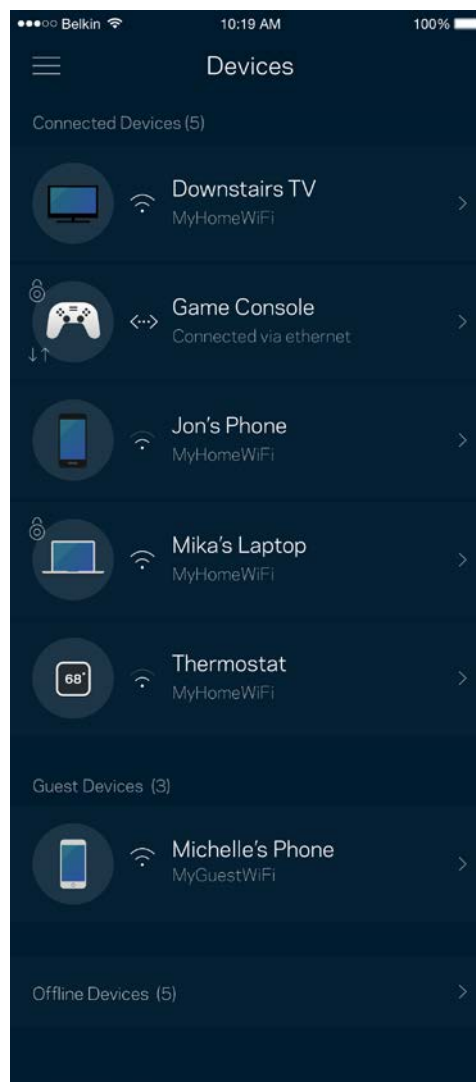 Belkin 10:19 AM 100%
Devices
Connected Devices (5)
Downstairs TV
MyHomeWiFi
Game Console
Connected via ethernet
Jon's Phone
MyHomeWiFi
Mika's Laptop
MyHomeWiFi
68°
Thermostat
MyHomeWiFi
Guest Devices (3)
Michelle's Phone
MyGuestWiFi
Offline Devices (5)